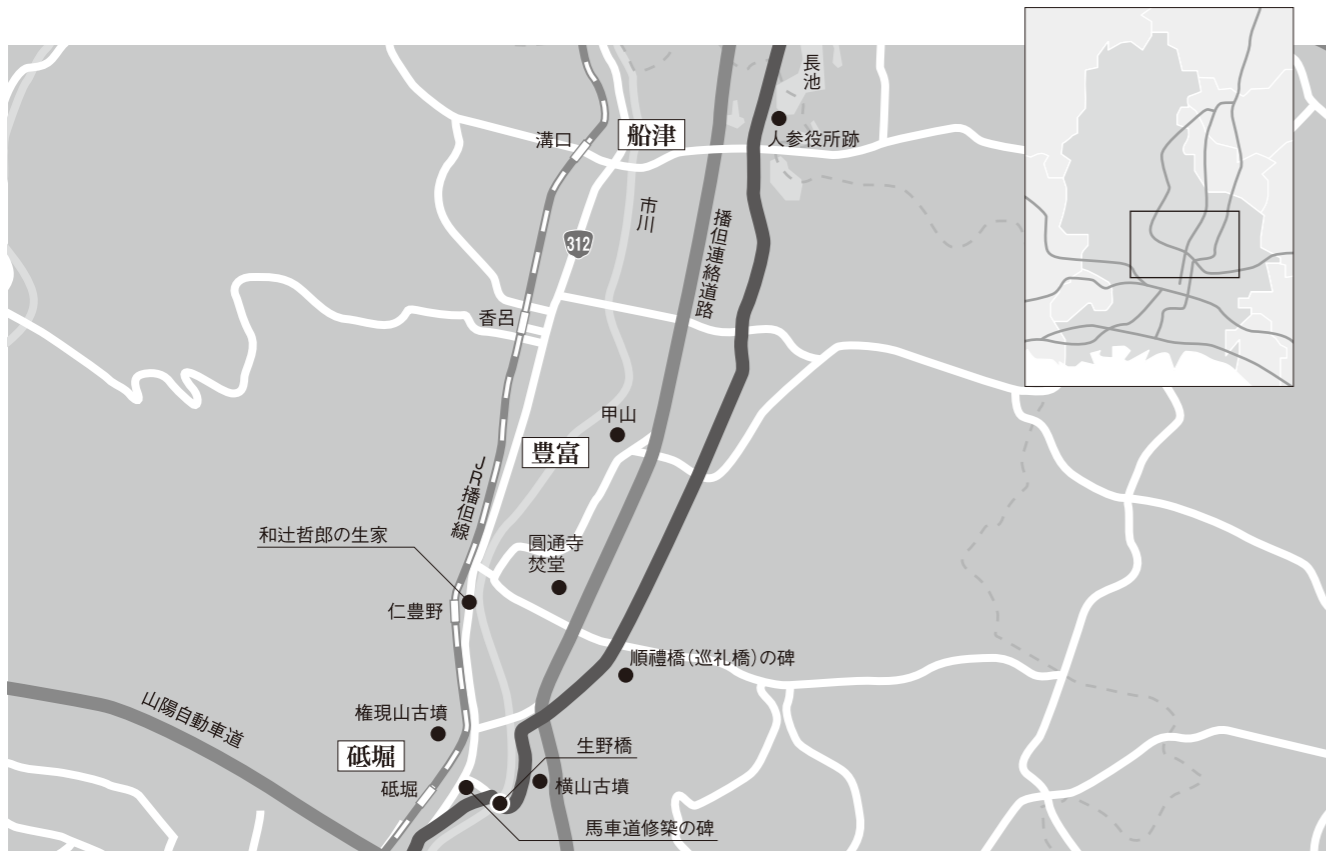 長池
人参役所跡
船津
溝口
市川
312
播但連絡道路
香呂
甲山
豊富
JR播但線
和辻哲郎の生家
圓通寺
焚堂
仁豊野
順禮橋(巡礼橋)の碑
山陽自動車道
権現山古墳
生野橋
砥堀
砥堀
横山古墳
馬車道修築の碑